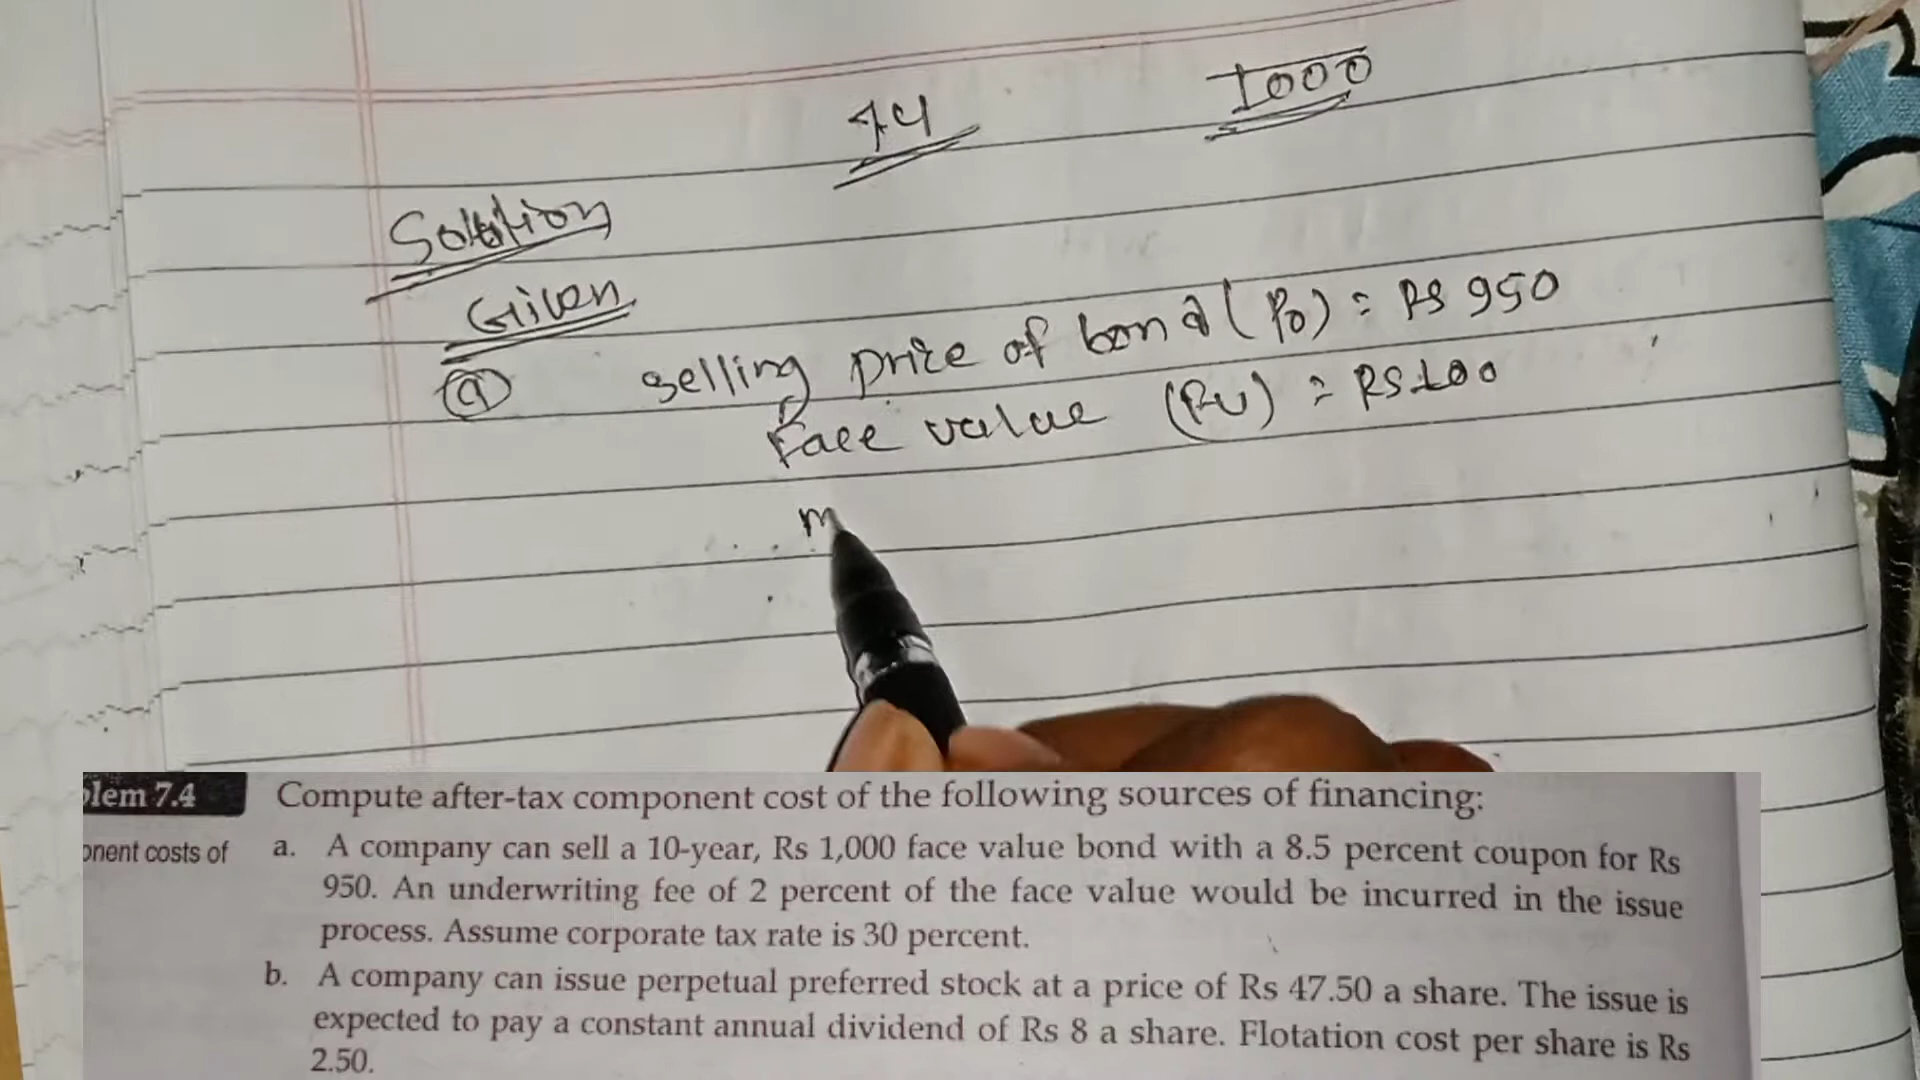 7.4
1000
Solution
Given
(a) selling price of bond (P0) = RS 950
Face value (FV) = RS 100
m
blem 7.4
Compute after-tax component cost of the following sources of financing:
onent costs of
a. A company can sell a 10-year, Rs 1,000 face value bond with a 8.5 percent coupon for Rs
950. An underwriting fee of 2 percent of the face value would be incurred in the issue
process. Assume corporate tax rate is 30 percent.
b. A company can issue perpetual preferred stock at a price of Rs 47.50 a share. The issue is
expected to pay a constant annual dividend of Rs 8 a share. Flotation cost per share is Rs
2.50.